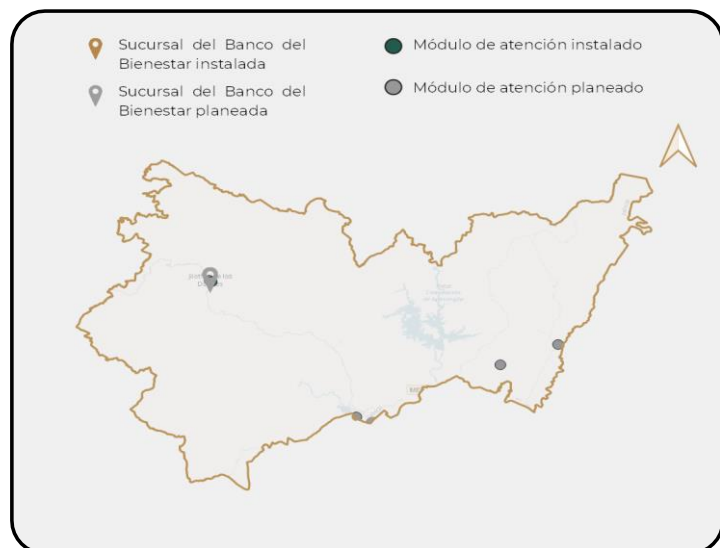 Sucursal del Banco del
Bienestar instalada
Sucursal del Banco del
Bienestar planeada
Módulo de atención instalado
Módulo de atención planeado